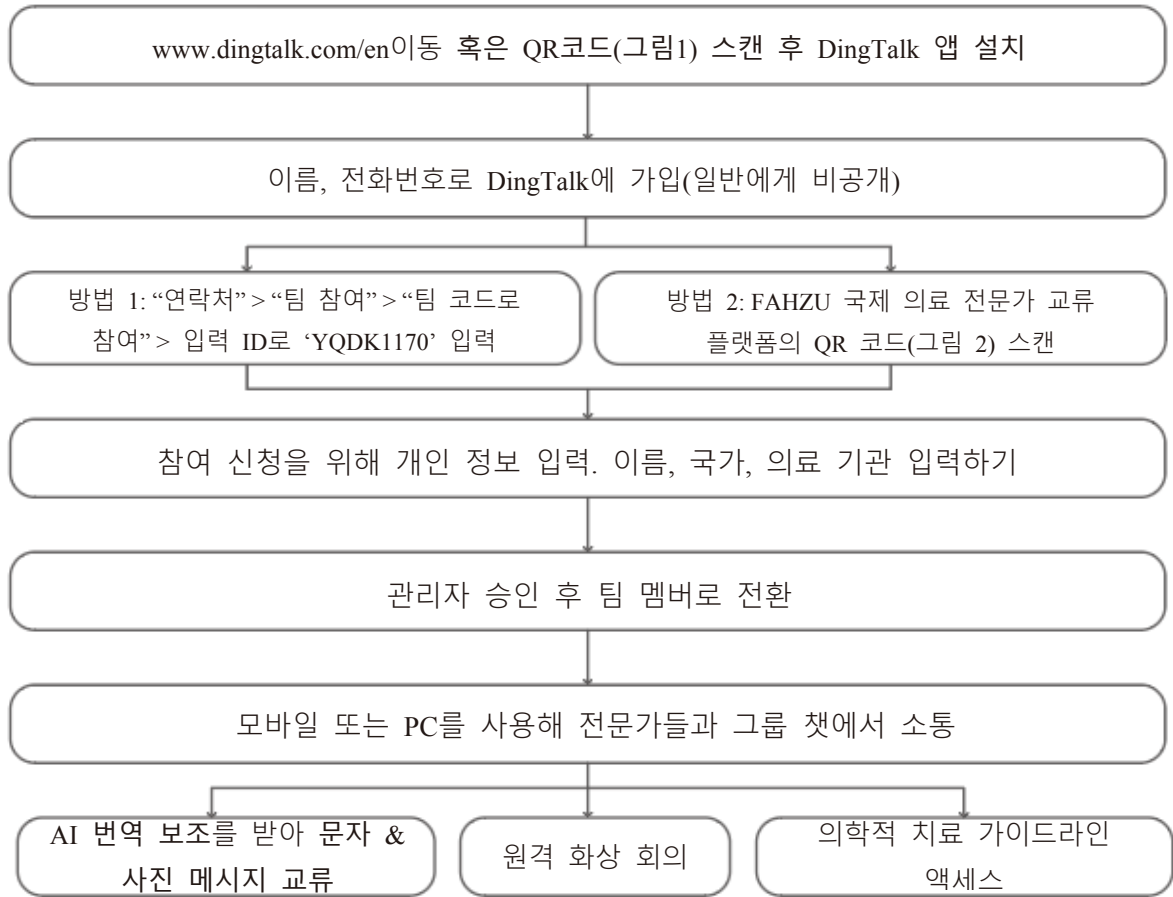 www.dingtalk.com/en이동 혹은 QR코드(그림1) 스캔 후 DingTalk 앱 설치
이름, 전화번호로 DingTalk에 가입(일반에게 비공개)
방법 1: “연락처” > “팀 참여” > “팀 코드로
참여” > 입력 ID로 ‘YQDK1170’ 입력
방법 2: FAHZU 국제 의료 전문가 교류
플랫폼의 QR 코드(그림 2) 스캔
참여 신청을 위해 개인 정보 입력. 이름, 국가, 의료 기관 입력하기
관리자 승인 후 팀 멤버로 전환
모바일 또는 PC를 사용해 전문가들과 그룹 챗에서 소통
AI 번역 보조를 받아 문자 &
사진 메시지 교류
원격 화상 회의
의학적 치료 가이드라인
액세스